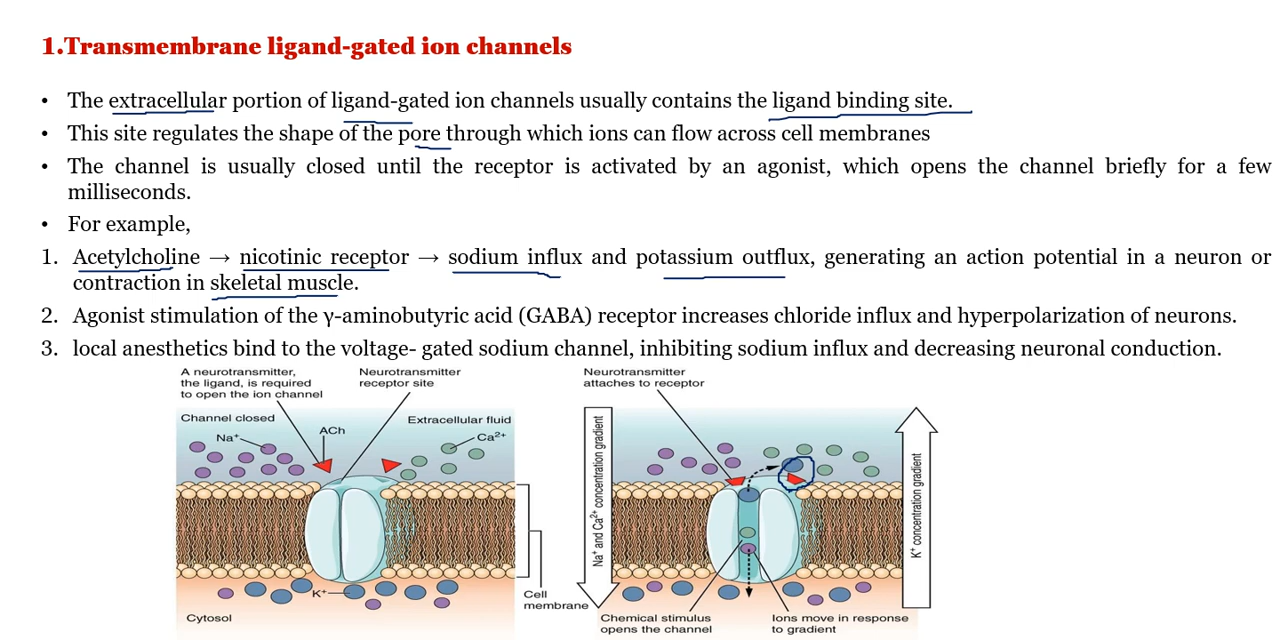 1.Transmembrane ligand-gated ion channels
• The extracellular portion of ligand-gated ion channels usually contains the ligand binding site.
• This site regulates the shape of the pore through which ions can flow across cell membranes
• The channel is usually closed until the receptor is activated by an agonist, which opens the channel briefly for a few
milliseconds.
• For example,
1. Acetylcholine → nicotinic receptor → sodium influx and potassium outflux, generating an action potential in a neuron or
contraction in skeletal muscle.
2. Agonist stimulation of the γ-aminobutyric acid (GABA) receptor increases chloride influx and hyperpolarization of neurons.
3. local anesthetics bind to the voltage- gated sodium channel, inhibiting sodium influx and decreasing neuronal conduction.
A neurotransmitter,
the ligand, is required
to open the ion channel
Neurotransmitter
receptor site
Channel closed
Na⁺
ACh
Extracellular fluid
Ca²⁺
K⁺
Cytosol
Cell
membrane
Neurotransmitter
attaches to receptor
Na⁺ and Ca²⁺ concentration gradient
K⁺ concentration gradient
Chemical stimulus
opens the channel
Ions move in response
to gradient